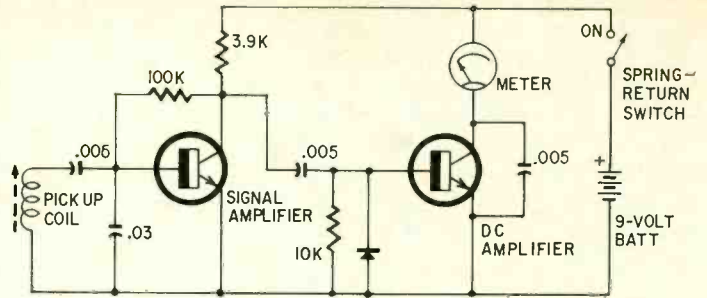 3.9K
ON
100K
METER
SPRING-
RETURN
SWITCH
.006
.005
.005
+
PICK UP
COIL
SIGNAL
AMPLIFIER
.03
10K
DC
AMPLIFIER
9-VOLT
BATT